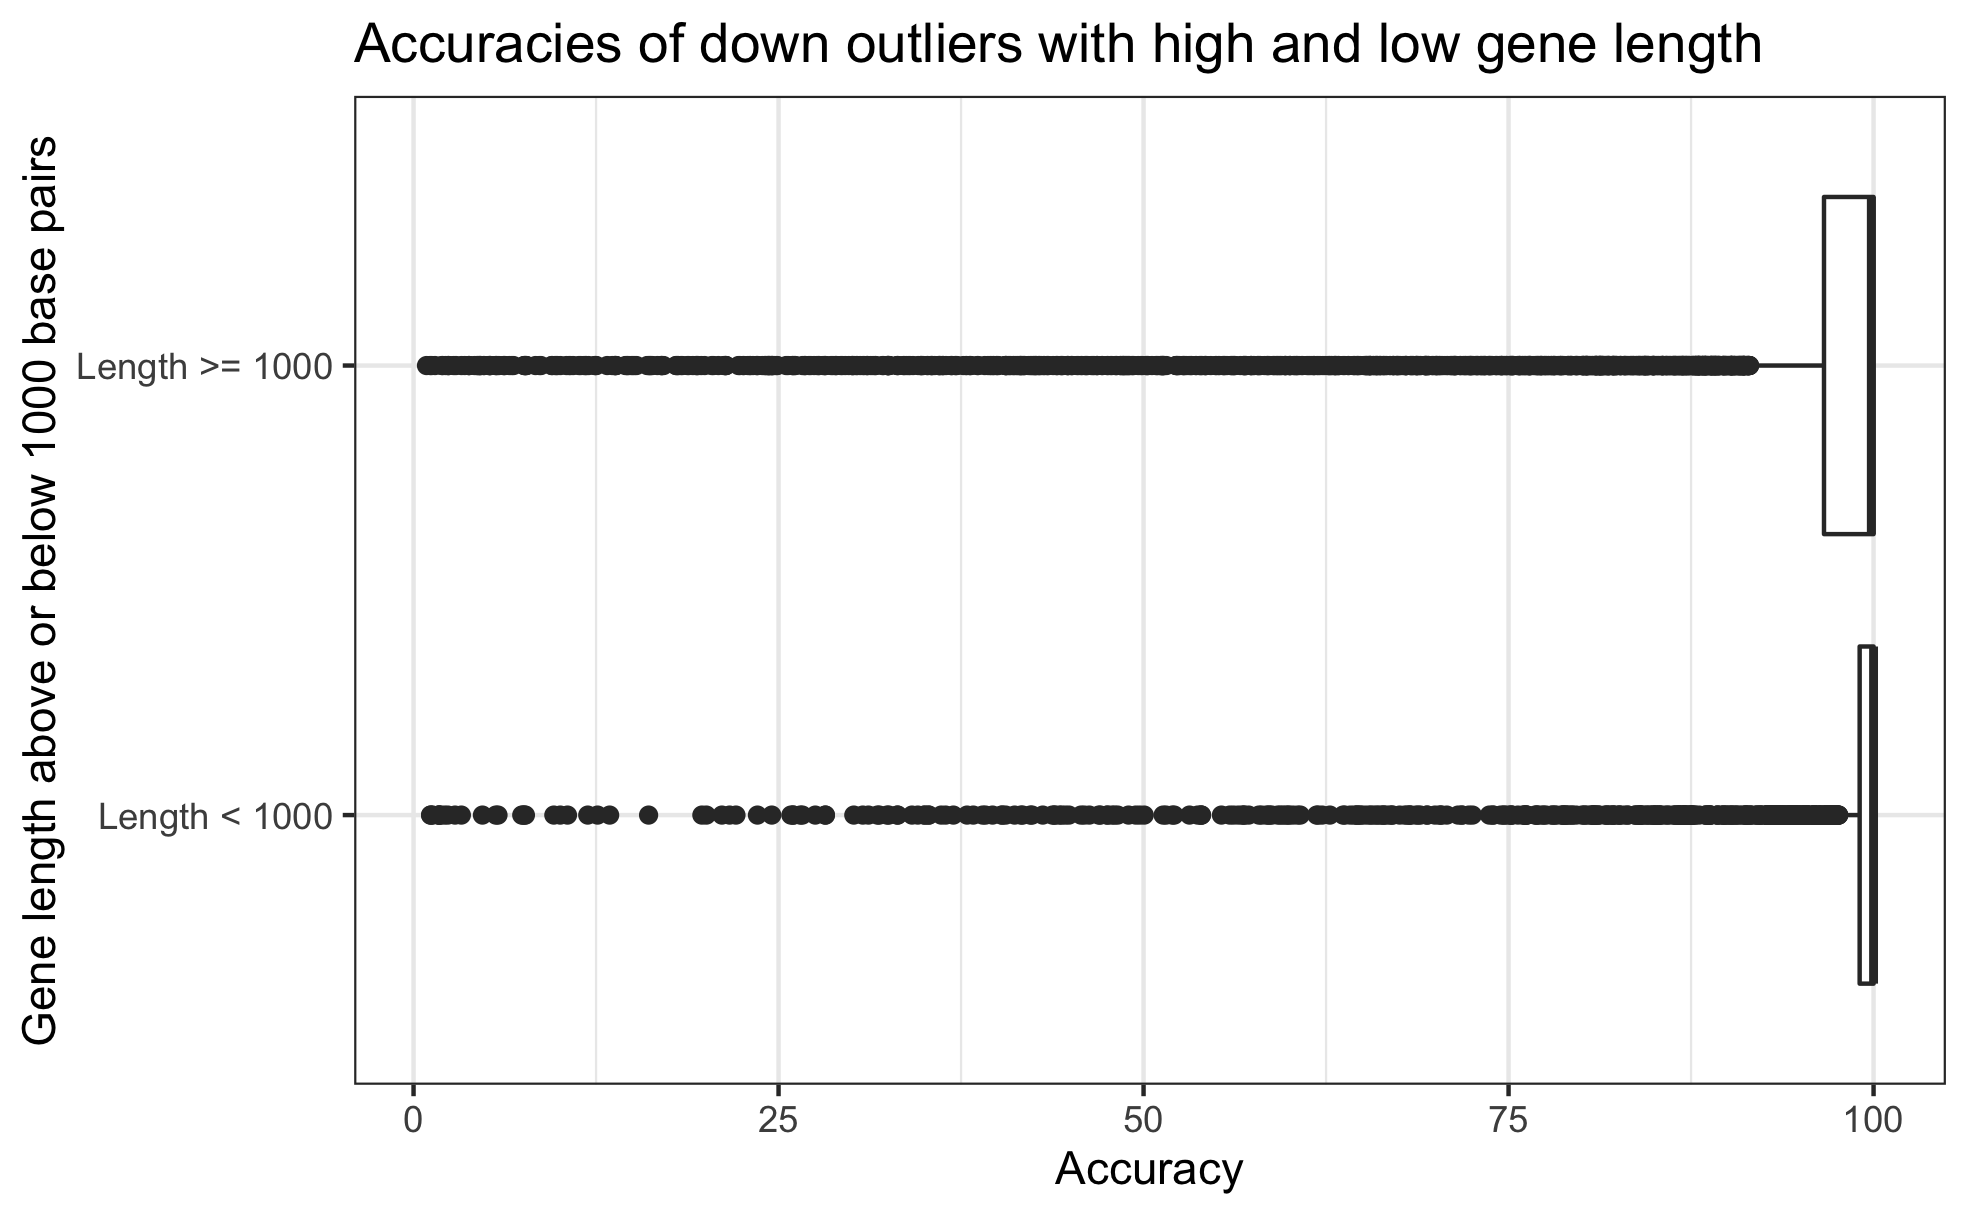 Accuracies of down outliers with high and low gene length
Gene length above or below 1000 base pairs
Length >= 1000
Length < 1000
0 25 50 75 100
Accuracy